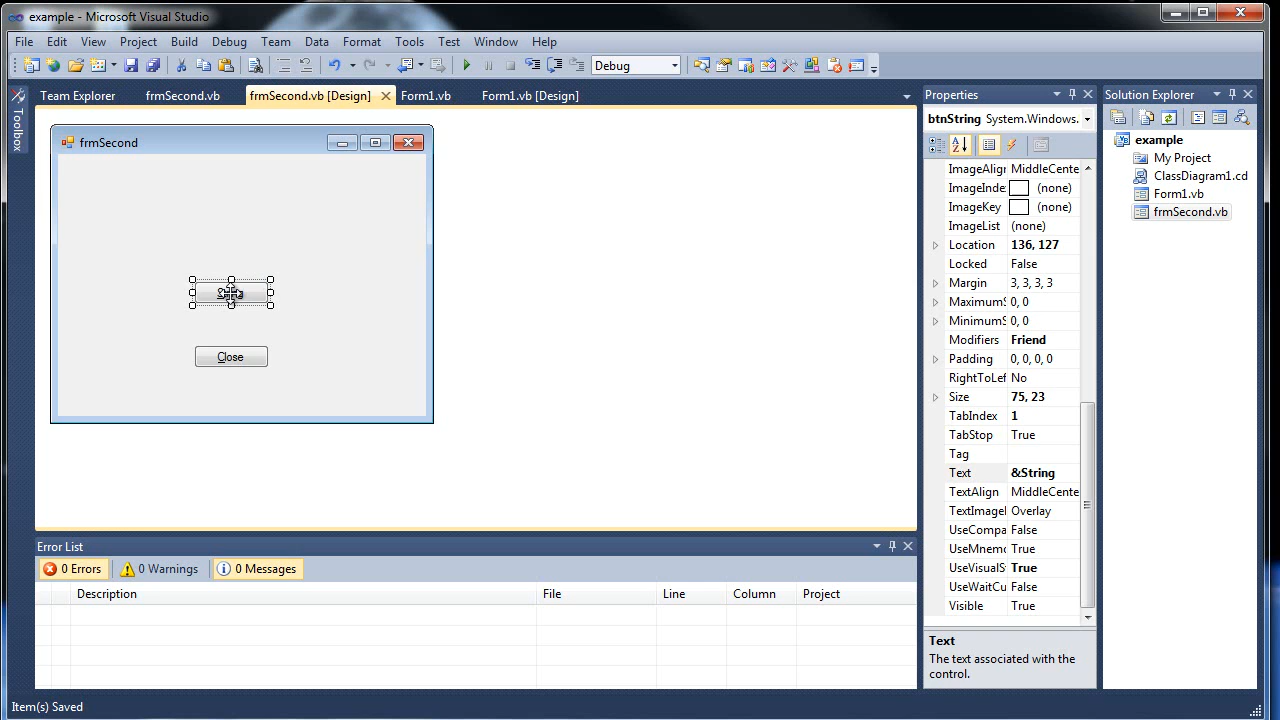 example - Microsoft Visual Studio
File Edit View Project Build Debug Team Data Format Tools Test Window Help
Debug
Toolbox
Team Explorer frmSecond.vb frmSecond.vb [Design] Form1.vb Form1.vb [Design]
frmSecond
Close
Properties
btnString System.Windows.
ImageAlign MiddleCente
ImageInde (none)
ImageKey (none)
ImageList (none)
Location 136, 127
Locked False
Margin 3, 3, 3, 3
MaximumS 0, 0
MinimumS 0, 0
Modifiers Friend
Padding 0, 0, 0, 0
RightToLef No
Size 75, 23
TabIndex 1
TabStop True
Tag
Text &String
TextAlign MiddleCente
TextImageI Overlay
UseCompa False
UseMnemo True
UseVisualSt True
UseWaitCu False
Visible True
Text
The text associated with the
control.
Solution Explorer
example
My Project
ClassDiagram1.cd
Form1.vb
frmSecond.vb
Error List
0 Errors 0 Warnings 0 Messages
Description File Line Column Project
Item(s) Saved